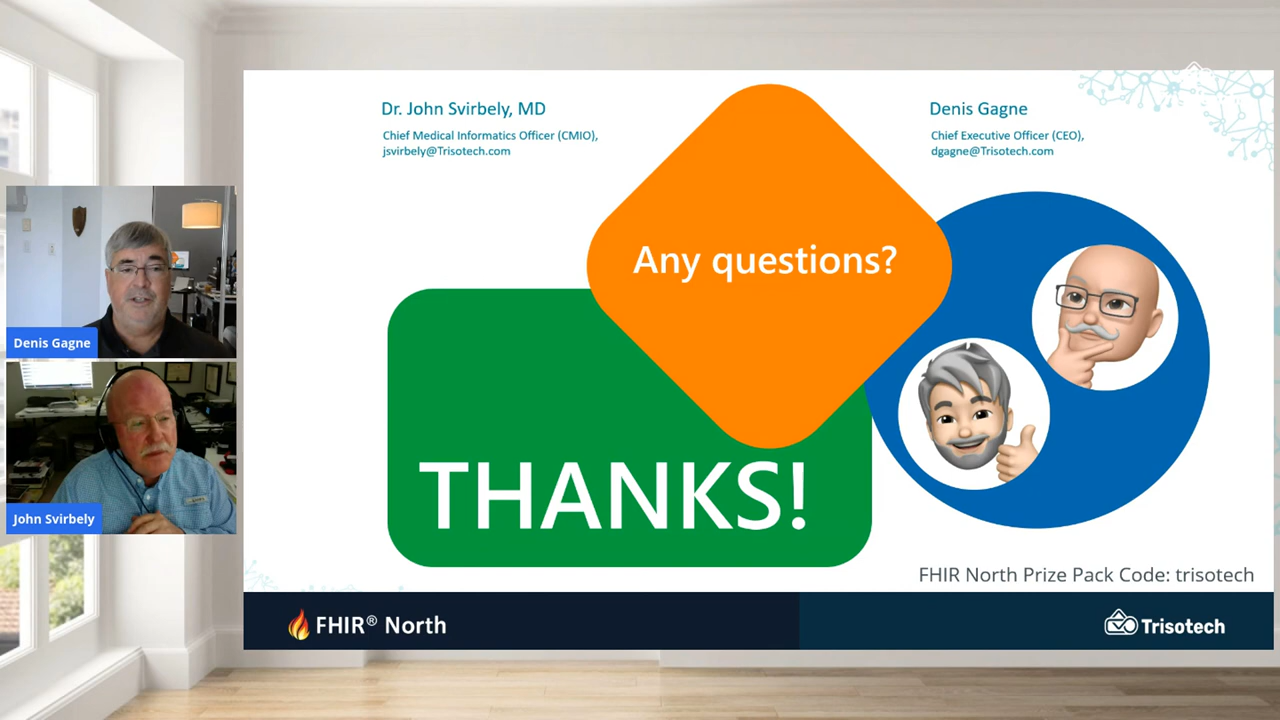 Dr. John Svirbely, MD
Chief Medical Informatics Officer (CMIO),
jsvirbely@Trisotech.com
Denis Gagne
Chief Executive Officer (CEO),
dgagne@Trisotech.com
Any questions?
THANKS!
Denis Gagne
John Svirbely
FHIR North Prize Pack Code: trisotech
FHIR® North
Trisotech